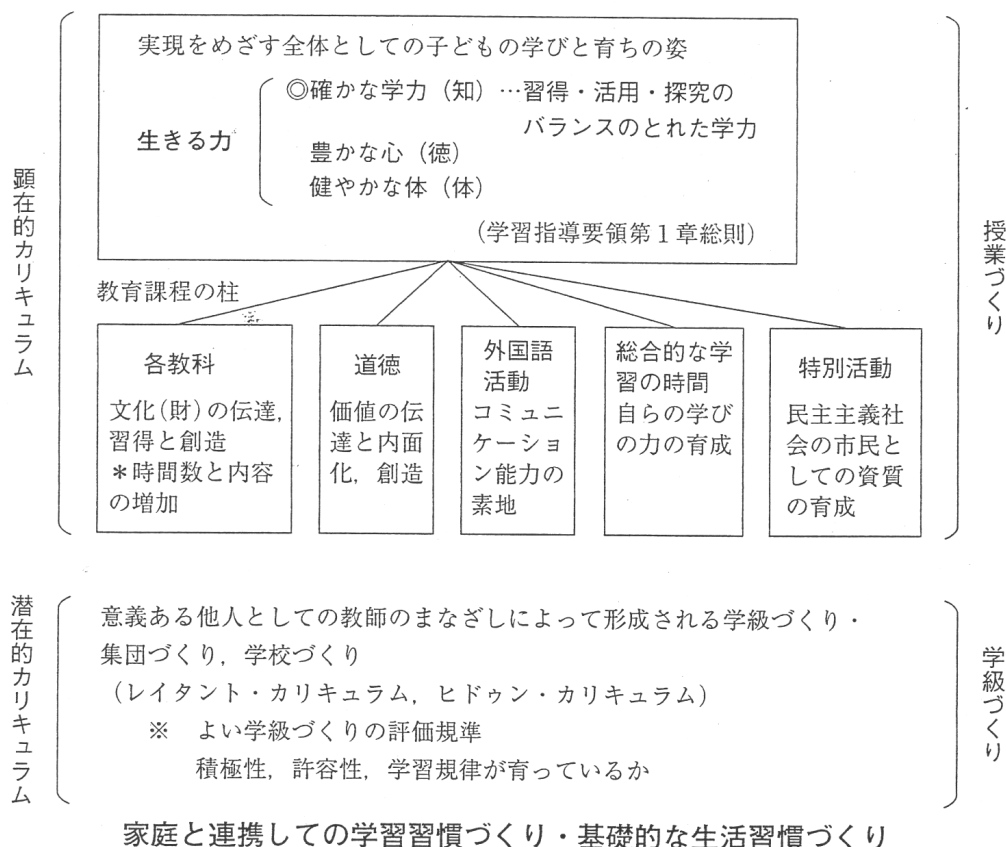 実現をめざす全体としての子どもの学びと育ちの姿
生きる力
◎確かな学力（知）…習得・活用・探究の
バランスのとれた学力
豊かな心（徳）
健やかな体（体）
（学習指導要領第１章総則）
顕在的カリキュラム
授業づくり
教育課程の柱
各教科
文化（財）の伝達，
習得と創造
＊時間数と内容
の増加
道徳
価値の伝
達と内面
化，創造
外国語
活動
コミュニ
ケーショ
ン能力の
素地
総合的な学
習の時間
自らの学び
の力の育成
特別活動
民主主義社
会の市民と
しての資質
の育成
潜在的カリキュラム
意義ある他人としての教師のまなざしによって形成される学級づくり・
集団づくり，学校づくり
（レイタント・カリキュラム，ヒドゥン・カリキュラム）
※　よい学級づくりの評価規準
積極性，許容性，学習規律が育っているか
学級づくり
家庭と連携しての学習習慣づくり・基礎的な生活習慣づくり